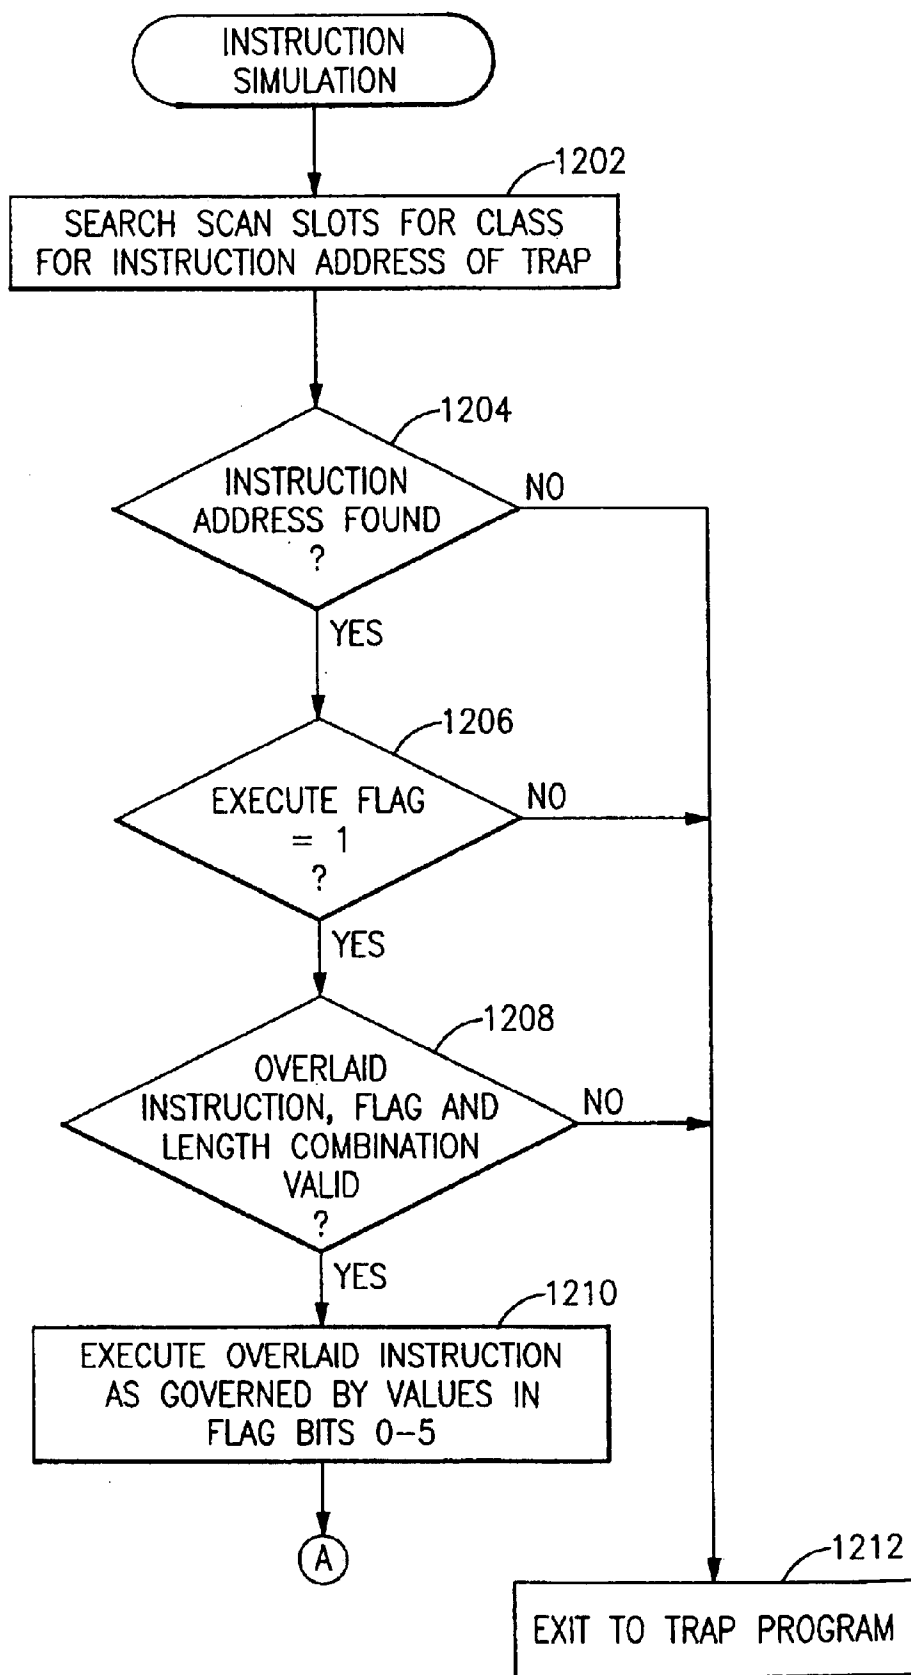 INSTRUCTION
SIMULATION
1202
SEARCH SCAN SLOTS FOR CLASS
FOR INSTRUCTION ADDRESS OF TRAP
1204
INSTRUCTION
ADDRESS FOUND
?
NO
YES
1206
EXECUTE FLAG
= 1
?
NO
YES
1208
OVERLAID
INSTRUCTION, FLAG AND
LENGTH COMBINATION
VALID
?
NO
YES
1210
EXECUTE OVERLAID INSTRUCTION
AS GOVERNED BY VALUES IN
FLAG BITS 0-5
A
1212
EXIT TO TRAP PROGRAM